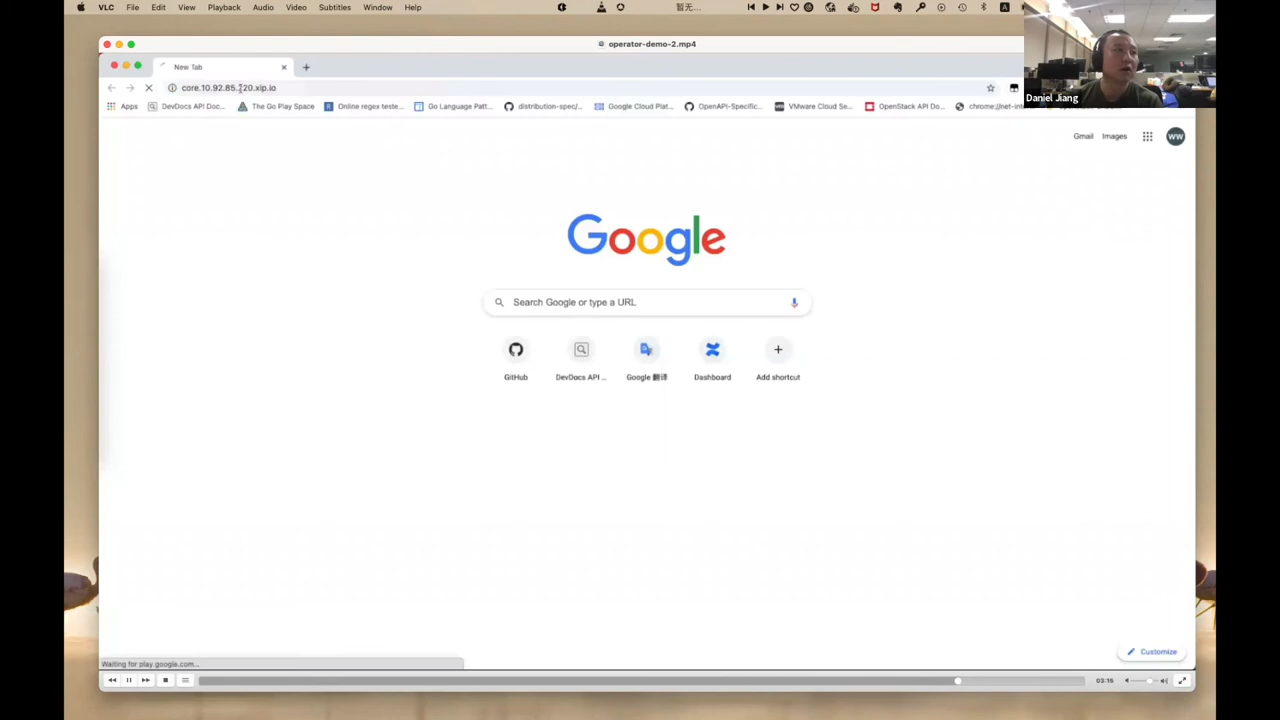 VLC File Edit View Playback Audio Video Subtitles Window Help 暂无...
operator-demo-2.mp4
New Tab
core.10.92.85.220.xip.io
Apps DevDocs API Doc... The Go Play Space Online regex teste... Go Language Patt... distribution-spec/... Google Cloud Plat... OpenAPI-Specific... VMware Cloud Se... OpenStack API Do... chrome://net-inter
Daniel Jiang
Gmail Images WW
Google
Search Google or type a URL
GitHub DevDocs API ... Google 翻译 Dashboard Add shortcut
Customize
Waiting for play.google.com...
03:16